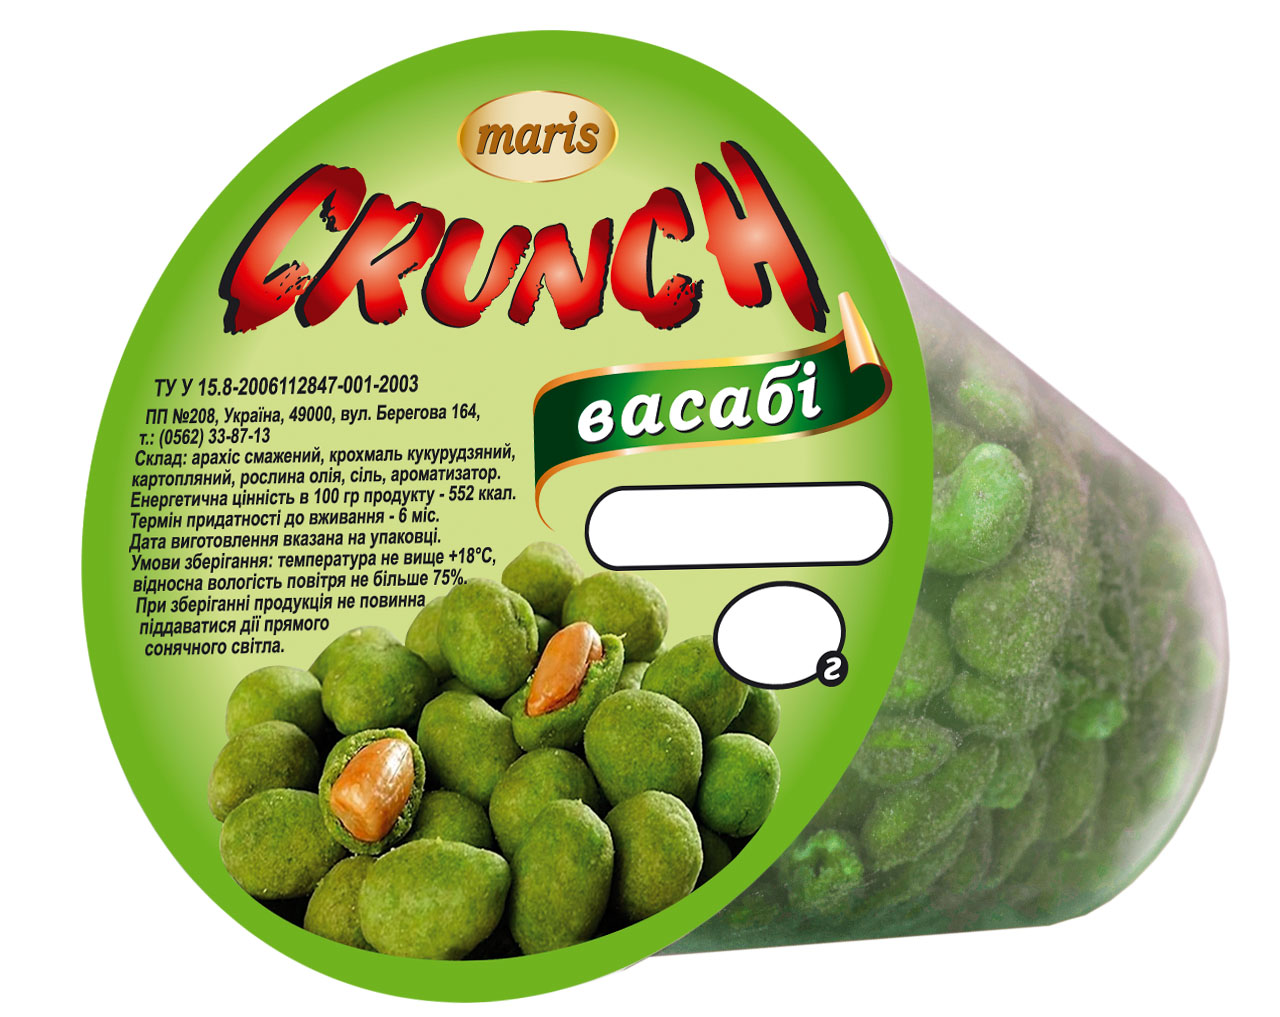 maris
CRUNCH
васабі
ТУ У 15.8-2006112847-001-2003
ПП №208, Україна, 49000, вул. Берегова 164,
т.: (0562) 33-87-13
Склад: арахіс смажений, крохмаль кукурудзяний,
картопляний, рослина олія, сіль, ароматизатор.
Енергетична цінність в 100 гр продукту - 552 ккал.
Термін придатності до вживання - 6 міс.
Дата виготовлення вказана на упаковці.
Умови зберігання: температура не вище +18°С,
відносна вологість повітря не більше 75%.
При зберіганні продукція не повинна
піддаватися дії прямого
сонячного світла.
г